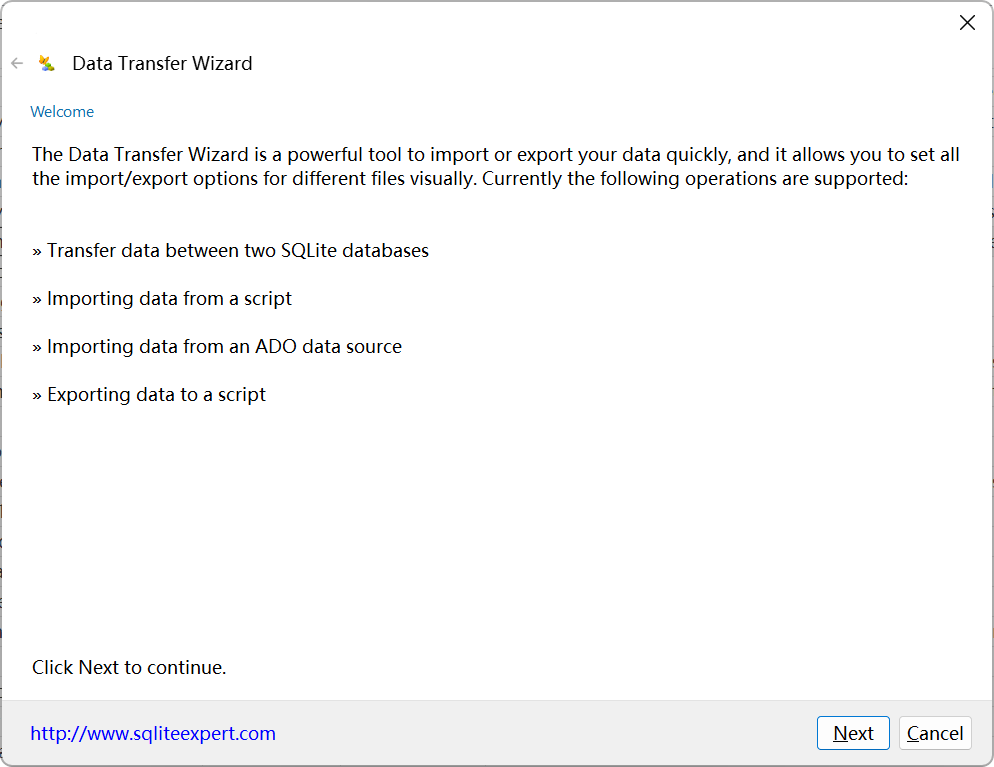 Data Transfer Wizard
Welcome
The Data Transfer Wizard is a powerful tool to import or export your data quickly, and it allows you to set all
the import/export options for different files visually. Currently the following operations are supported:
» Transfer data between two SQLite databases
» Importing data from a script
» Importing data from an ADO data source
» Exporting data to a script
Click Next to continue.
http://www.sqliteexpert.com
Next
Cancel